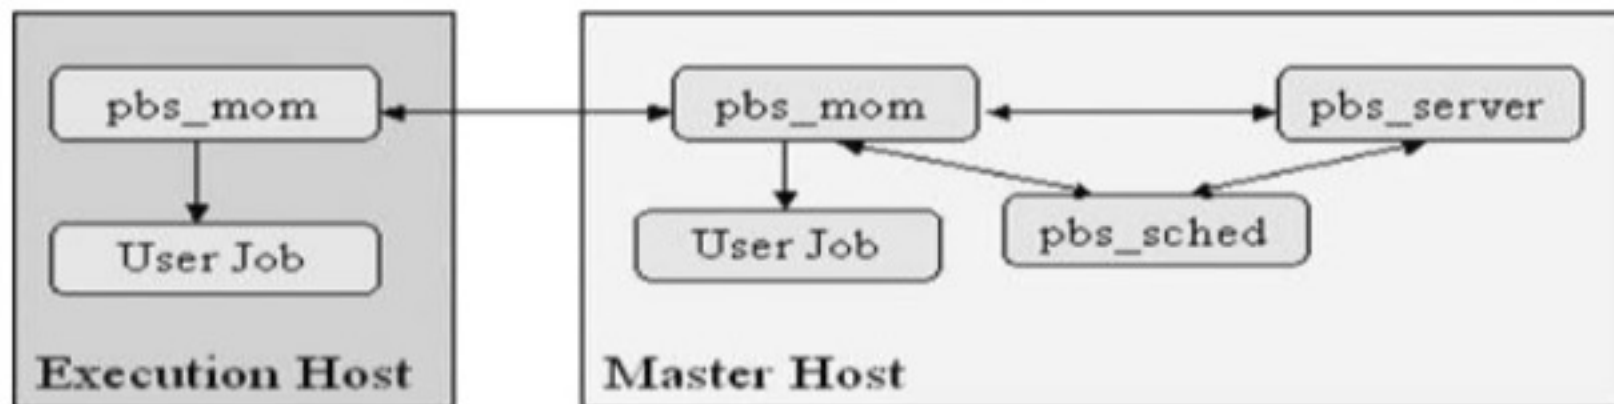 pbs_mom
User Job
Execution Host
pbs_mom
pbs_server
pbs_sched
User Job
Master Host